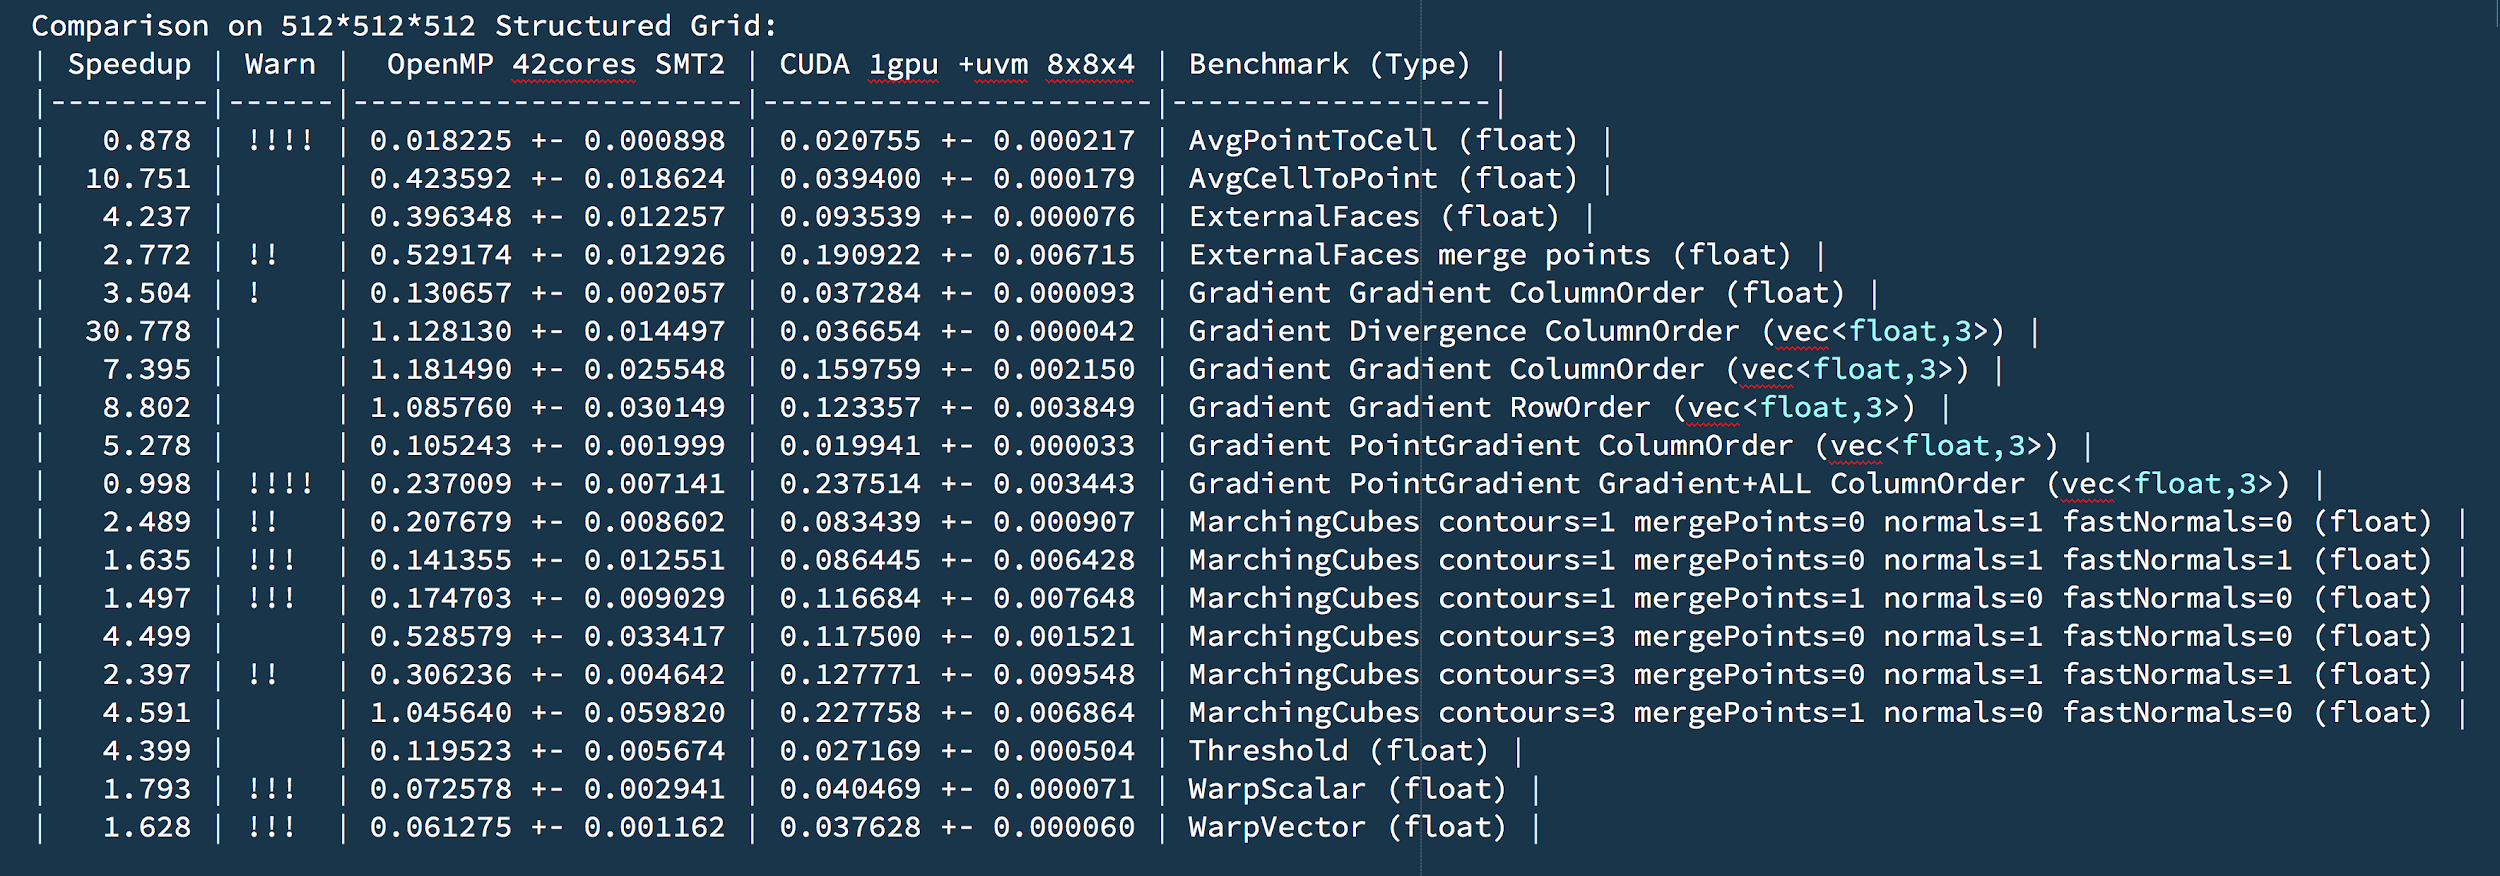 Comparison on 512*512*512 Structured Grid:
| Speedup | Warn | OpenMP 42cores SMT2 | CUDA 1gpu +uvm 8x8x4 | Benchmark (Type) |
|---------|------|----------------------|----------------------|------------------|
| 0.878 | !!!! | 0.018225 +- 0.000898 | 0.020755 +- 0.000217 | AvgPointToCell (float) |
| 10.751 | | 0.423592 +- 0.018624 | 0.039400 +- 0.000179 | AvgCellToPoint (float) |
| 4.237 | | 0.396348 +- 0.012257 | 0.093539 +- 0.000076 | ExternalFaces (float) |
| 2.772 | !! | 0.529174 +- 0.012926 | 0.190922 +- 0.006715 | ExternalFaces merge points (float) |
| 3.504 | ! | 0.130657 +- 0.002057 | 0.037284 +- 0.000093 | Gradient Gradient ColumnOrder (float) |
| 30.778 | | 1.128130 +- 0.014497 | 0.036654 +- 0.000042 | Gradient Divergence ColumnOrder (vec<float,3>) |
| 7.395 | | 1.181490 +- 0.025548 | 0.159759 +- 0.002150 | Gradient Gradient ColumnOrder (vec<float,3>) |
| 8.802 | | 1.085760 +- 0.030149 | 0.123357 +- 0.003849 | Gradient Gradient RowOrder (vec<float,3>) |
| 5.278 | | 0.105243 +- 0.001999 | 0.019941 +- 0.000033 | Gradient PointGradient ColumnOrder (vec<float,3>) |
| 0.998 | !!!! | 0.237009 +- 0.007141 | 0.237514 +- 0.003443 | Gradient PointGradient Gradient+ALL ColumnOrder (vec<float,3>) |
| 2.489 | !! | 0.207679 +- 0.008602 | 0.083439 +- 0.000907 | MarchingCubes contours=1 mergePoints=0 normals=1 fastNormals=0 (float) |
| 1.635 | !!! | 0.141355 +- 0.012551 | 0.086445 +- 0.006428 | MarchingCubes contours=1 mergePoints=0 normals=1 fastNormals=1 (float) |
| 1.497 | !!! | 0.174703 +- 0.009029 | 0.116684 +- 0.007648 | MarchingCubes contours=1 mergePoints=1 normals=0 fastNormals=0 (float) |
| 4.499 | | 0.528579 +- 0.033417 | 0.117500 +- 0.001521 | MarchingCubes contours=3 mergePoints=0 normals=1 fastNormals=0 (float) |
| 2.397 | !! | 0.306236 +- 0.004642 | 0.127771 +- 0.009548 | MarchingCubes contours=3 mergePoints=0 normals=1 fastNormals=1 (float) |
| 4.591 | | 1.045640 +- 0.059820 | 0.227758 +- 0.006864 | MarchingCubes contours=3 mergePoints=1 normals=0 fastNormals=0 (float) |
| 4.399 | | 0.119523 +- 0.005674 | 0.027169 +- 0.000504 | Threshold (float) |
| 1.793 | !!! | 0.072578 +- 0.002941 | 0.040469 +- 0.000071 | WarpScalar (float) |
| 1.628 | !!! | 0.061275 +- 0.001162 | 0.037628 +- 0.000060 | WarpVector (float) |